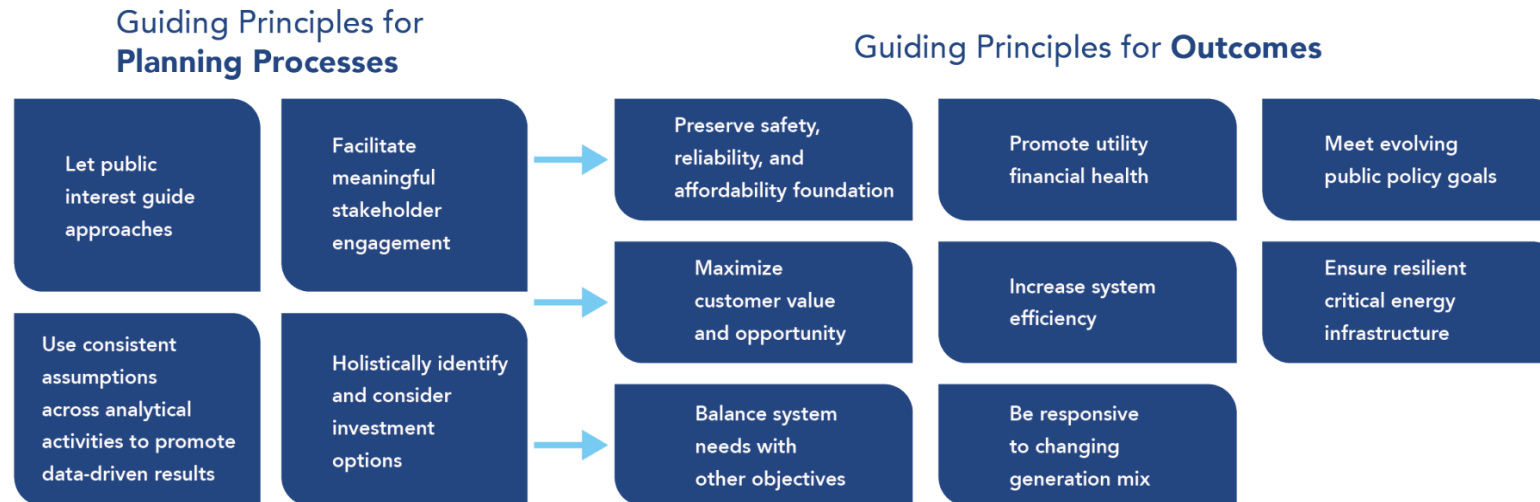 Guiding Principles for
Planning Processes
Let public
interest guide
approaches
Facilitate
meaningful
stakeholder
engagement
Use consistent
assumptions
across analytical
activities to promote
data-driven results
Holistically identify
and consider
investment
options
Guiding Principles for Outcomes
Preserve safety,
reliability, and
affordability foundation
Promote utility
financial health
Meet evolving
public policy goals
Maximize
customer value
and opportunity
Increase system
efficiency
Ensure resilient
critical energy
infrastructure
Balance system
needs with
other objectives
Be responsive
to changing
generation mix